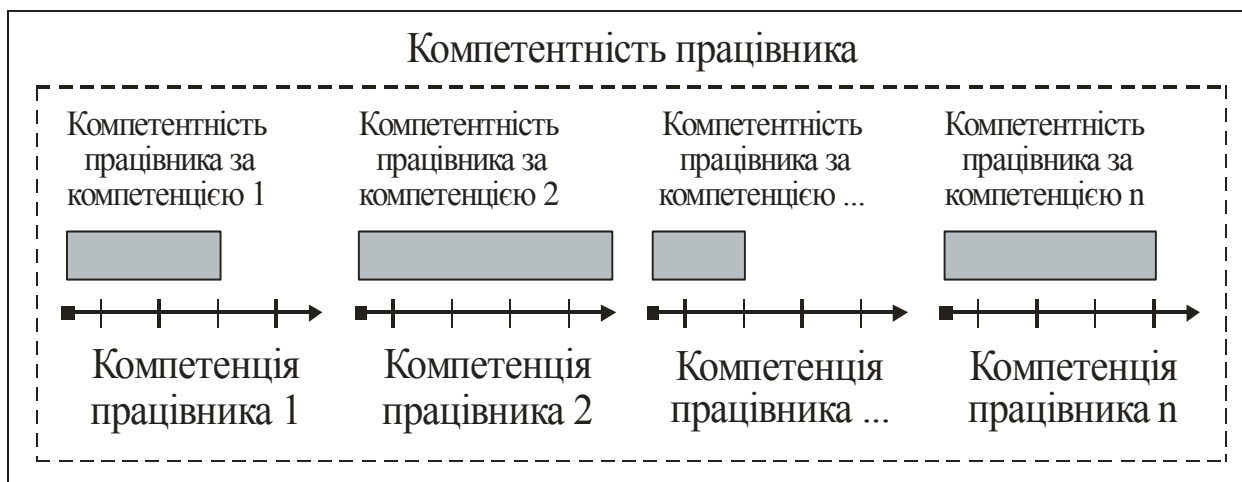 Компетентність працівника
Компетентність
працівника за
компетенцією 1
Компетентність
працівника за
компетенцією 2
Компетентність
працівника за
компетенцією ...
Компетентність
працівника за
компетенцією n
Компетенція
працівника 1
Компетенція
працівника 2
Компетенція
працівника ...
Компетенція
працівника n